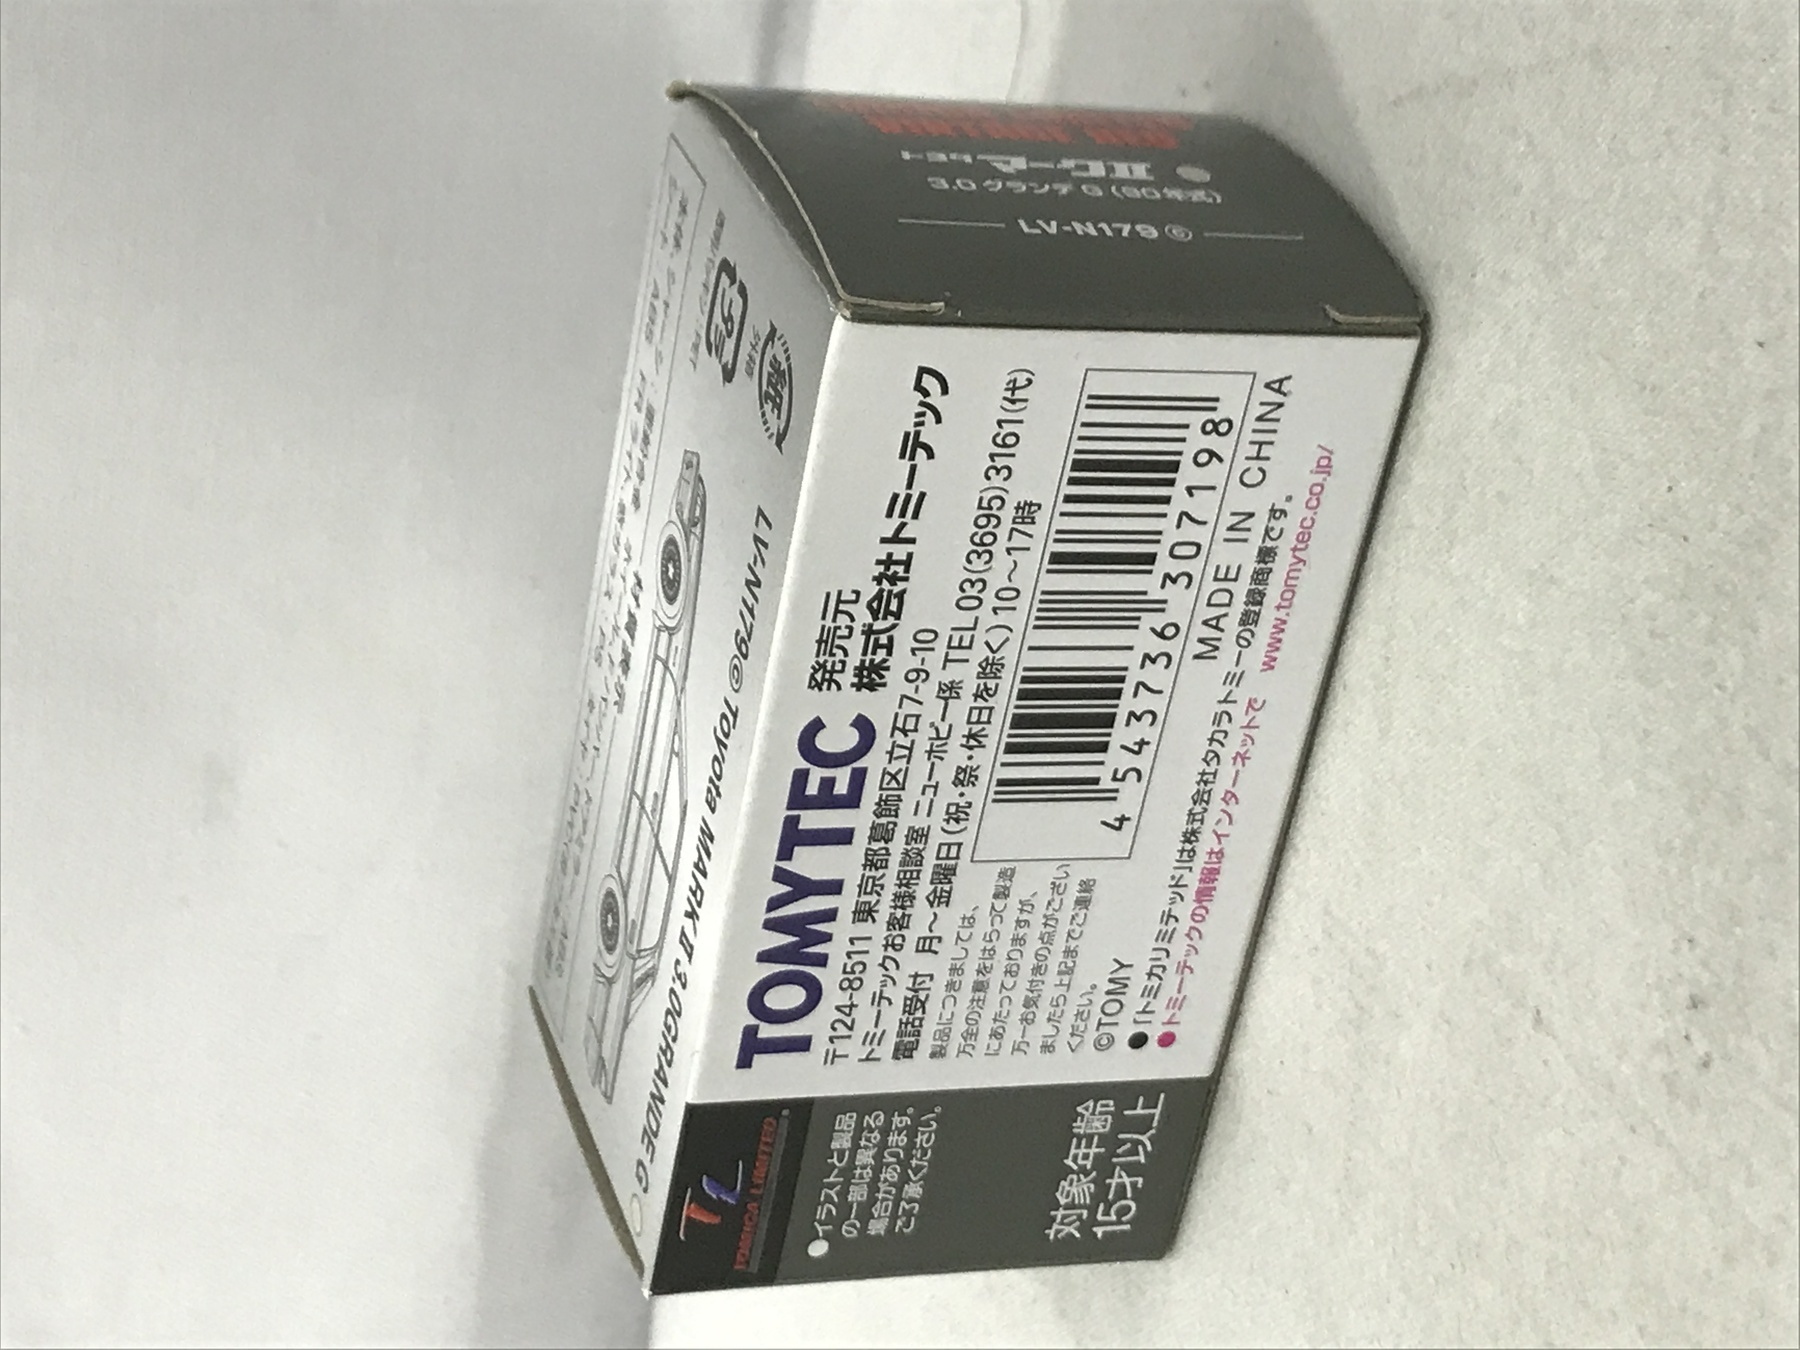 トヨタ マークⅡ
3.0 グランデ G (90年式)
LV-N179ⓒ
紙
外箱
LV-N179ⓒ Toyota MARK Ⅱ 3.0GRANDE G
TOMYTEC 発売元
株式会社トミーテック
〒124-8511 東京都葛飾区立石7-9-10
トミーテックお客様相談室 ニューホビー係 TEL 03(3695)3161(代)
電話受付 月〜金曜日(祝・祭・休日を除く)10〜17時
製品につきましては、
万全の注意をはらって製造
にあたっておりますが、
万一お気付きの点がござい
ましたら上記までご連絡
ください。
4 543736 307198
©TOMY
MADE IN CHINA
●「トミカリミテッド」は株式会社タカラトミーの登録商標です。
●トミーテックの情報はインターネットで www.tomytec.co.jp/
TL
TOMICA LIMITED
●イラストと製品
の一部は異なる
場合があります。
ご了承ください。
対象年齢
15才以上